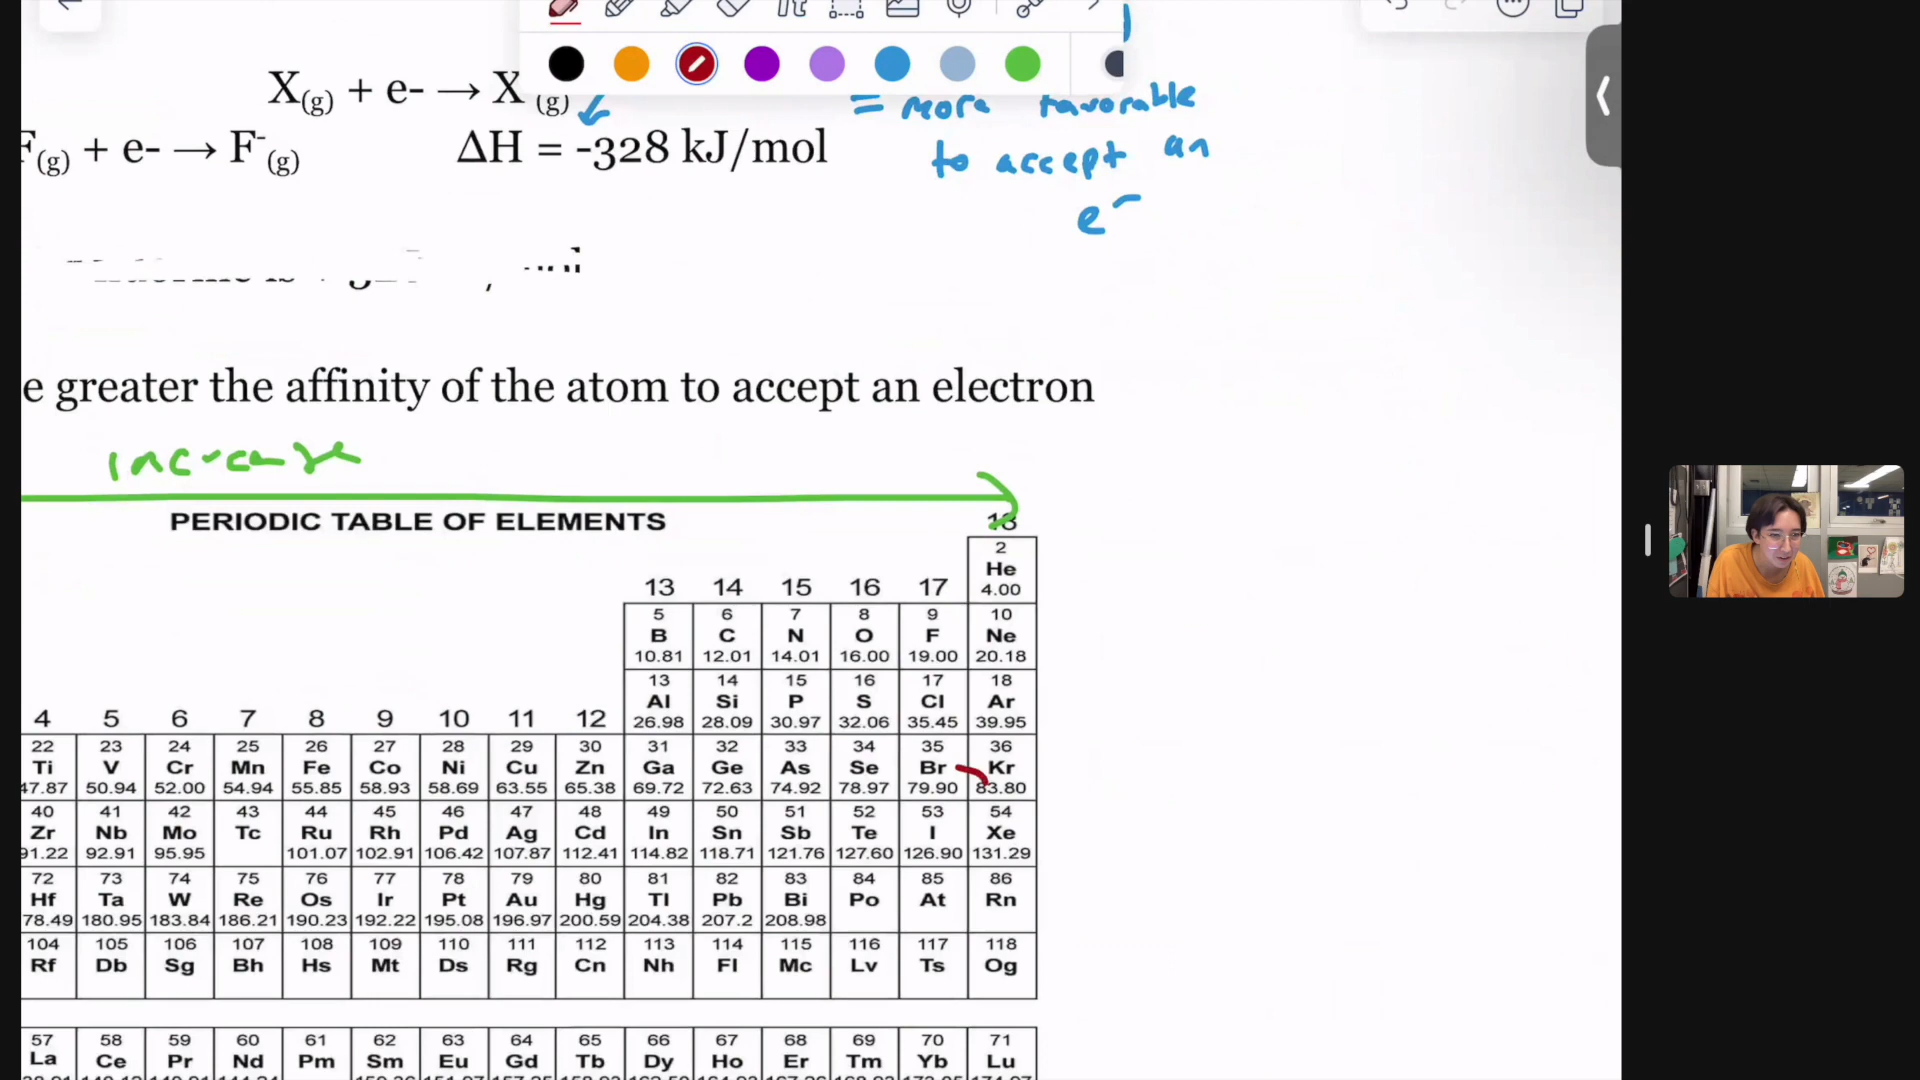 X(g) + e- → X (g)
F(g) + e- → F-(g) ΔH = -328 kJ/mol
= more favorable
to accept an
e-
e greater the affinity of the atom to accept an electron
increase
PERIODIC TABLE OF ELEMENTS 18
2
He
13 14 15 16 17 4.00
5 6 7 8 9 10
B C N O F Ne
10.81 12.01 14.01 16.00 19.00 20.18
13 14 15 16 17 18
Al Si P S Cl Ar
4 5 6 7 8 9 10 11 12 26.98 28.09 30.97 32.06 35.45 39.95
22 23 24 25 26 27 28 29 30 31 32 33 34 35 36
Ti V Cr Mn Fe Co Ni Cu Zn Ga Ge As Se Br Kr
47.87 50.94 52.00 54.94 55.85 58.93 58.69 63.55 65.38 69.72 72.63 74.92 78.97 79.90 83.80
40 41 42 43 44 45 46 47 48 49 50 51 52 53 54
Zr Nb Mo Tc Ru Rh Pd Ag Cd In Sn Sb Te I Xe
91.22 92.91 95.95 101.07 102.91 106.42 107.87 112.41 114.82 118.71 121.76 127.60 126.90 131.29
72 73 74 75 76 77 78 79 80 81 82 83 84 85 86
Hf Ta W Re Os Ir Pt Au Hg Tl Pb Bi Po At Rn
78.49 180.95 183.84 186.21 190.23 192.22 195.08 196.97 200.59 204.38 207.2 208.98
104 105 106 107 108 109 110 111 112 113 114 115 116 117 118
Rf Db Sg Bh Hs Mt Ds Rg Cn Nh Fl Mc Lv Ts Og
57 58 59 60 61 62 63 64 65 66 67 68 69 70 71
La Ce Pr Nd Pm Sm Eu Gd Tb Dy Ho Er Tm Yb Lu